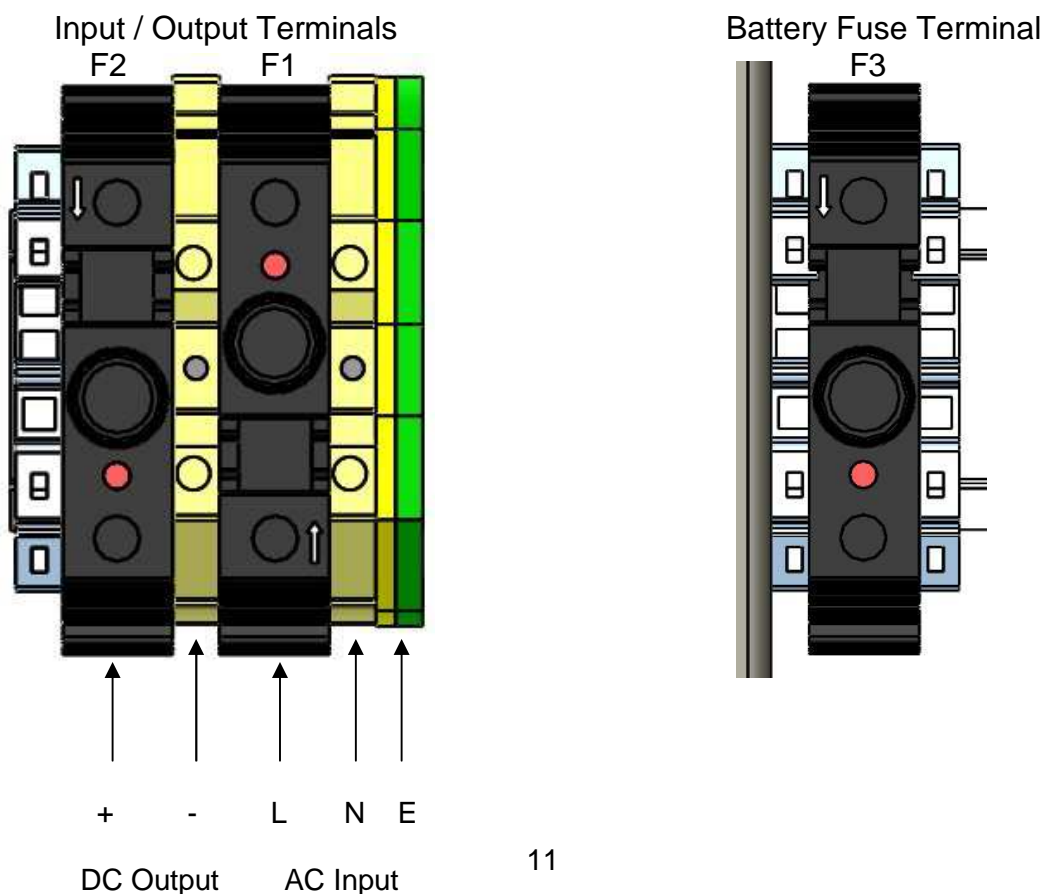 Input / Output Terminals
F2 F1
Battery Fuse Terminal
F3
+ - L N E
DC Output AC Input
11